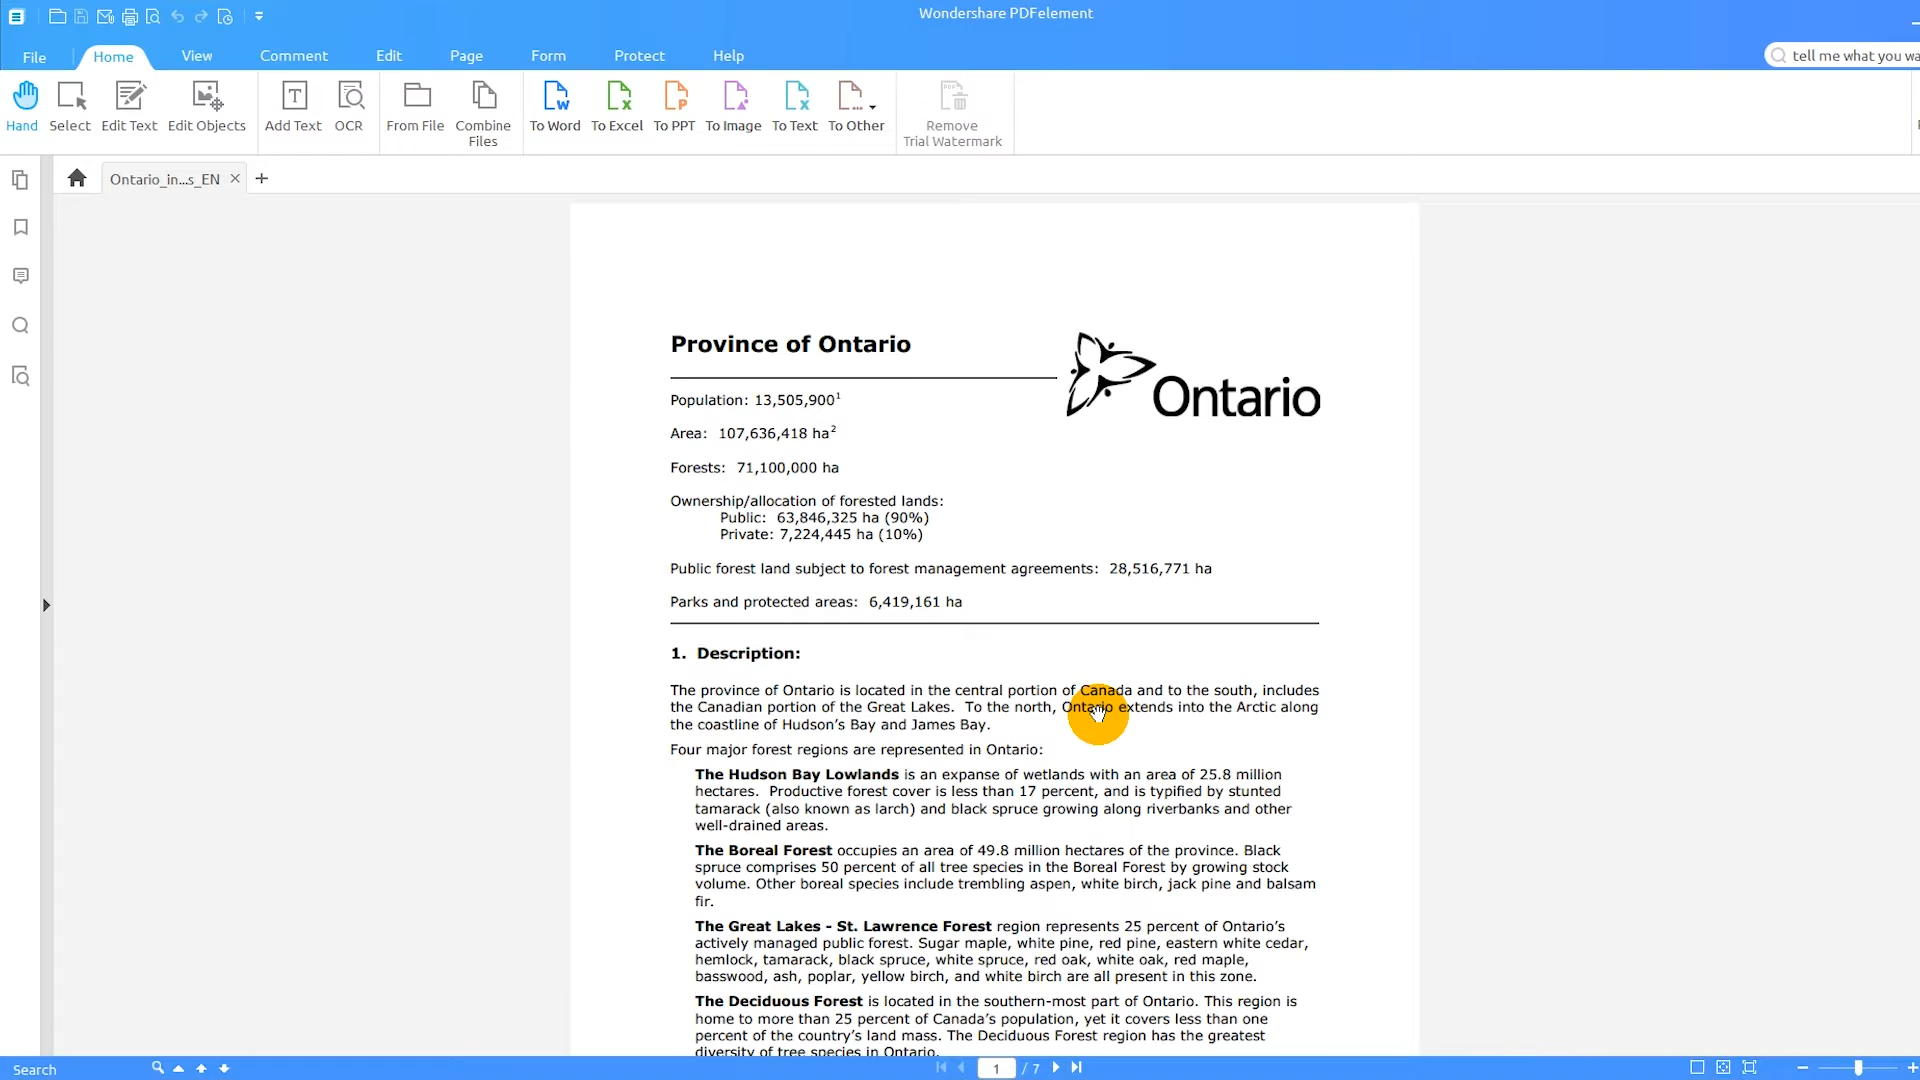 Wondershare PDFelement
File Home View Comment Edit Page Form Protect Help tell me what you wa
Hand Select Edit Text Edit Objects Add Text OCR From File Combine Files To Word To Excel To PPT To Image To Text To Other Remove Trial Watermark
Ontario_in...s_EN
Province of Ontario
Ontario
Population: 13,505,900¹
Area: 107,636,418 ha²
Forests: 71,100,000 ha
Ownership/allocation of forested lands:
Public: 63,846,325 ha (90%)
Private: 7,224,445 ha (10%)
Public forest land subject to forest management agreements: 28,516,771 ha
Parks and protected areas: 6,419,161 ha
1. Description:
The province of Ontario is located in the central portion of Canada and to the south, includes
the Canadian portion of the Great Lakes. To the north, Ontario extends into the Arctic along
the coastline of Hudson's Bay and James Bay.
Four major forest regions are represented in Ontario:
The Hudson Bay Lowlands is an expanse of wetlands with an area of 25.8 million
hectares. Productive forest cover is less than 17 percent, and is typified by stunted
tamarack (also known as larch) and black spruce growing along riverbanks and other
well-drained areas.
The Boreal Forest occupies an area of 49.8 million hectares of the province. Black
spruce comprises 50 percent of all tree species in the Boreal Forest by growing stock
volume. Other boreal species include trembling aspen, white birch, jack pine and balsam
fir.
The Great Lakes - St. Lawrence Forest region represents 25 percent of Ontario's
actively managed public forest. Sugar maple, white pine, red pine, eastern white cedar,
hemlock, tamarack, black spruce, white spruce, red oak, white oak, red maple,
basswood, ash, poplar, yellow birch, and white birch are all present in this zone.
The Deciduous Forest is located in the southern-most part of Ontario. This region is
home to more than 25 percent of Canada's population, yet it covers less than one
percent of the country's land mass. The Deciduous Forest region has the greatest
diversity of tree species in Ontario.
Search 1 / 7